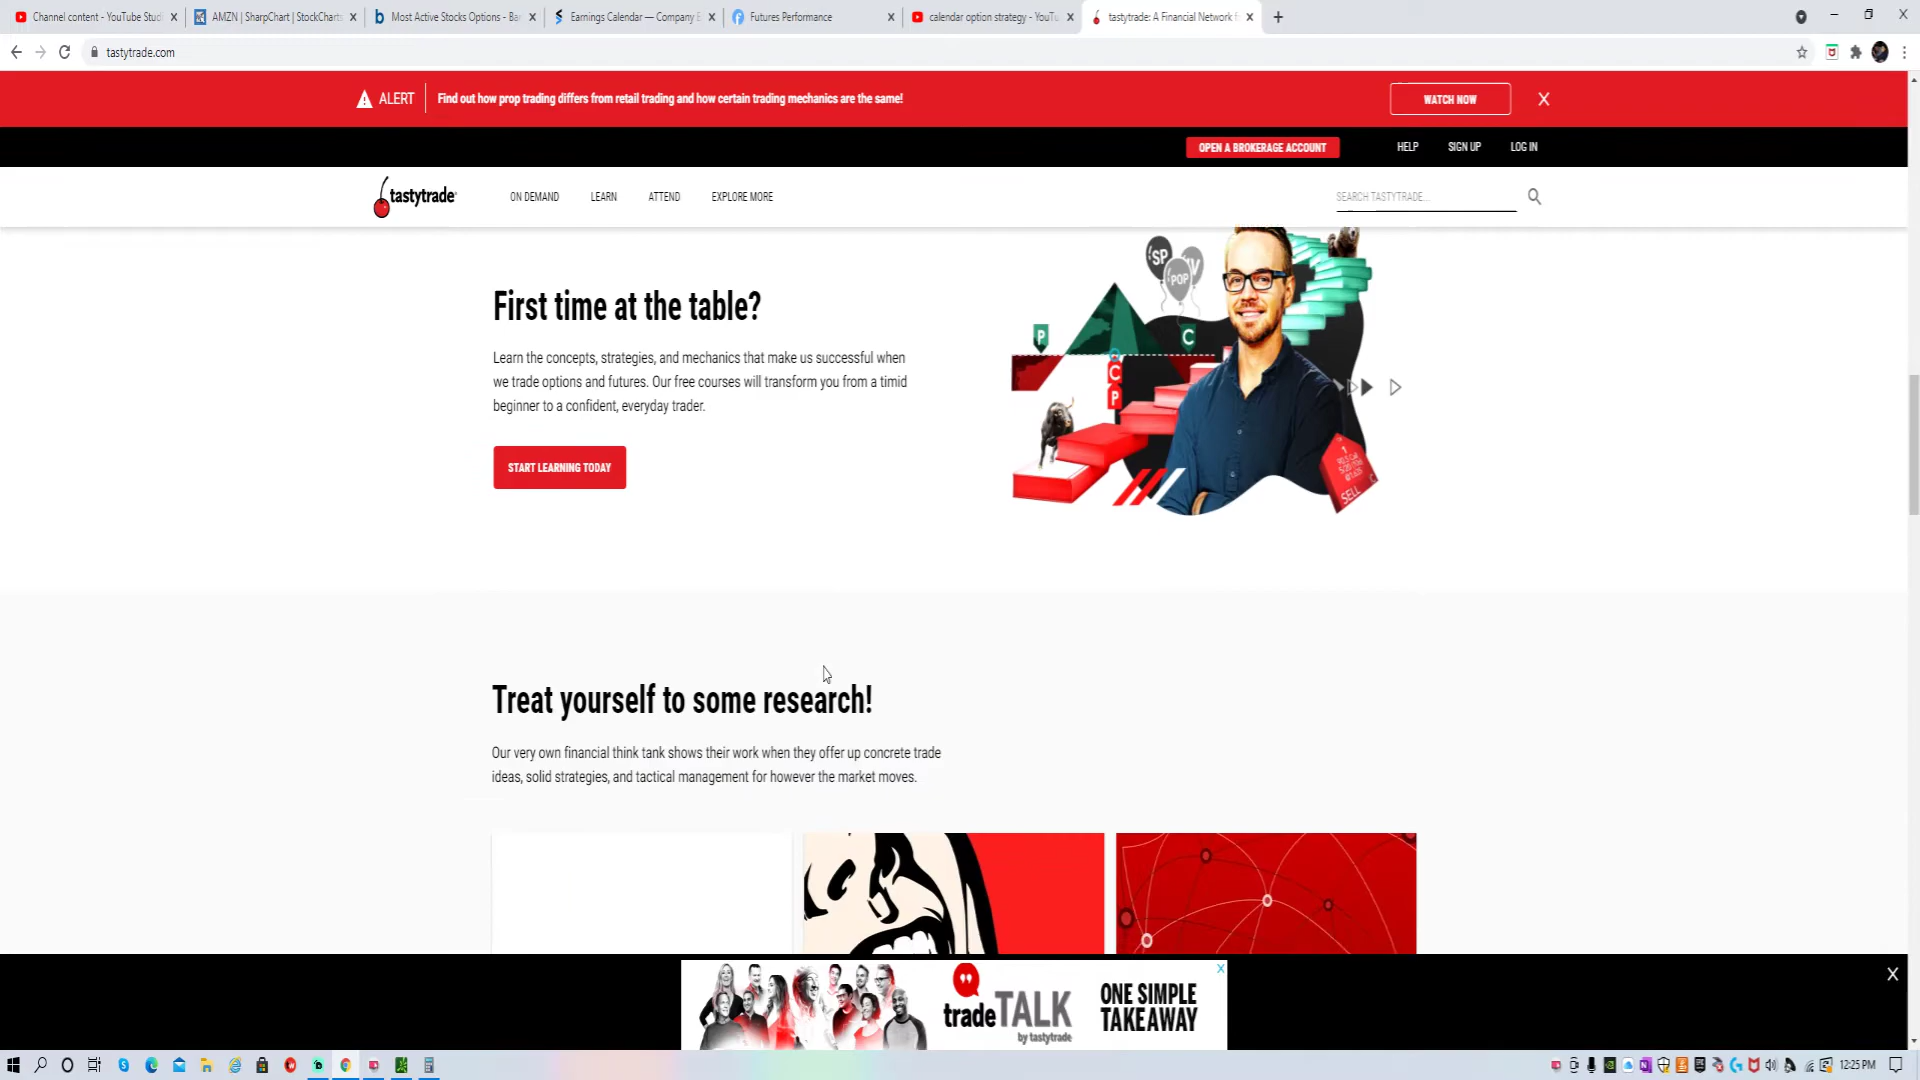 Channel content - YouTube Studi
AMZN | SharpChart | StockCharts
Most Active Stocks Options - Bar
Earnings Calendar — Company E
Futures Performance
calendar option strategy - YouTu
tastytrade: A Financial Network f
tastytrade.com
ALERT
Find out how prop trading differs from retail trading and how certain trading mechanics are the same!
WATCH NOW
X
OPEN A BROKERAGE ACCOUNT
HELP
SIGN UP
LOG IN
tastytrade
ON DEMAND
LEARN
ATTEND
EXPLORE MORE
SEARCH TASTYTRADE...
SP
POP
V
P
C
C
P
First time at the table?
Learn the concepts, strategies, and mechanics that make us successful when
we trade options and futures. Our free courses will transform you from a timid
beginner to a confident, everyday trader.
START LEARNING TODAY
SELL
Treat yourself to some research!
Our very own financial think tank shows their work when they offer up concrete trade
ideas, solid strategies, and tactical management for however the market moves.
tradeTALK
by tastytrade
ONE SIMPLE
TAKEAWAY
X
12:25 PM